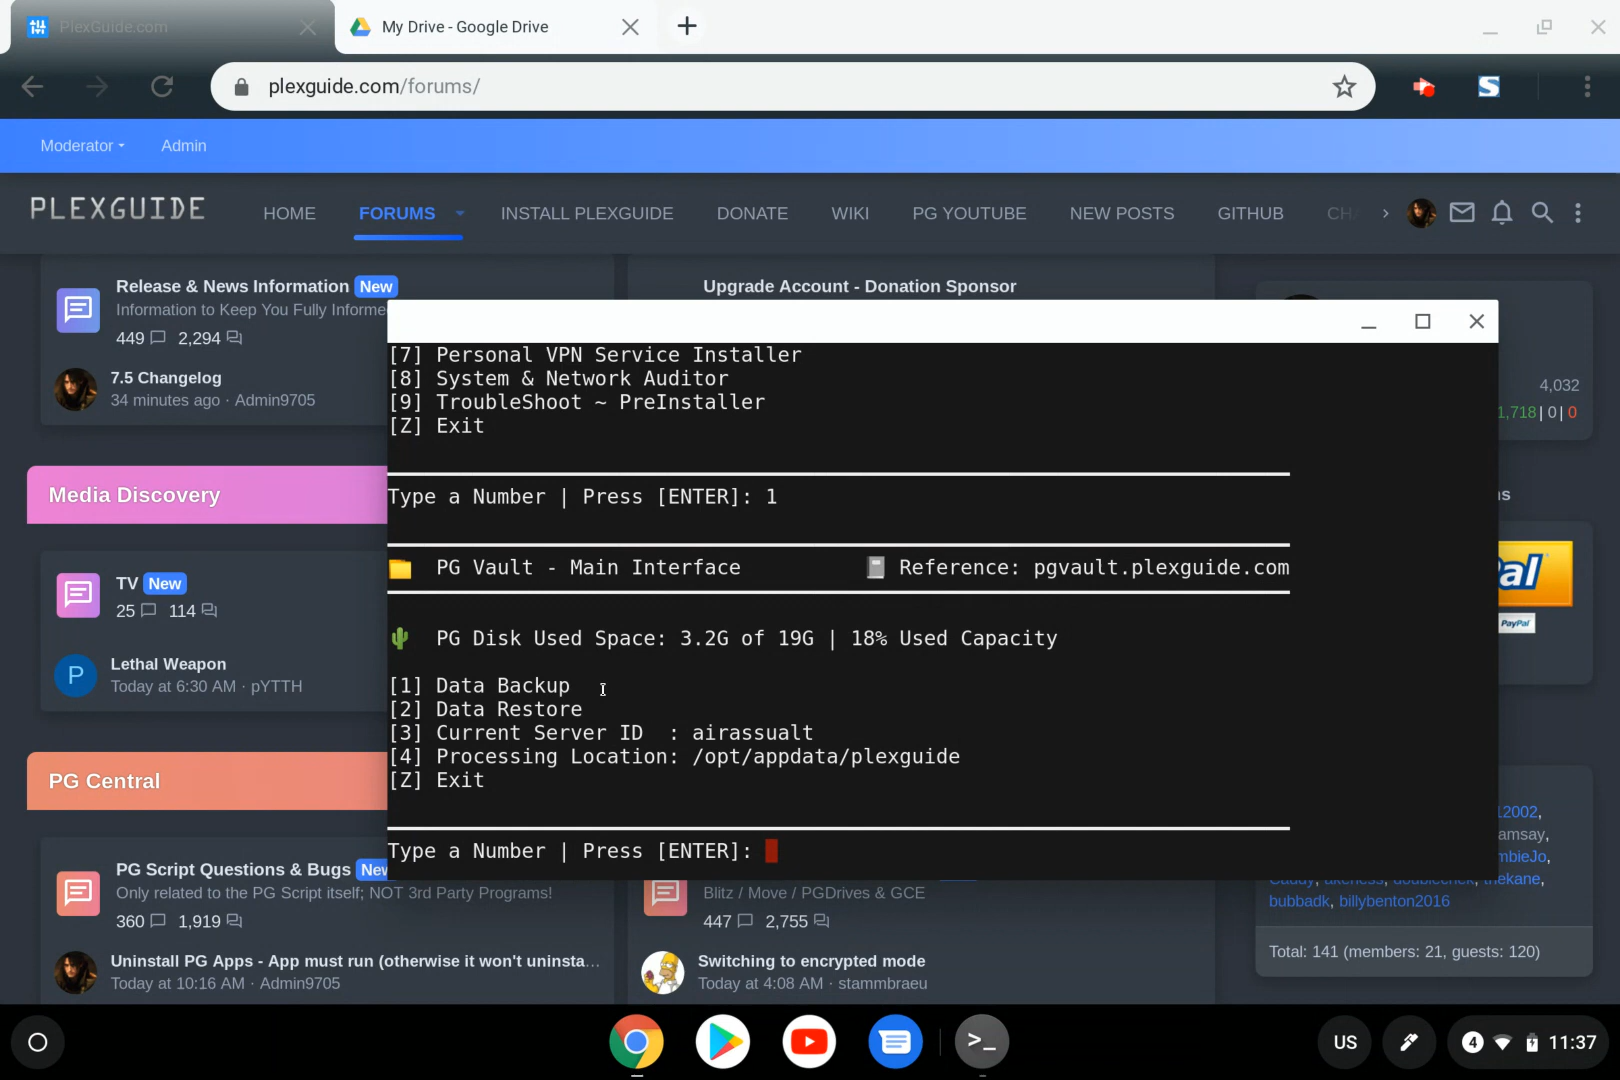 PlexGuide.com
My Drive - Google Drive
plexguide.com/forums/
Moderator
Admin
PLEXGUIDE
HOME
FORUMS
INSTALL PLEXGUIDE
DONATE
WIKI
PG YOUTUBE
NEW POSTS
GITHUB
Release & News Information New
Information to Keep You Fully Informe
449 2,294
7.5 Changelog
34 minutes ago · Admin9705
Upgrade Account - Donation Sponsor
4,032
1,718 | 0 | 0
[7] Personal VPN Service Installer
[8] System & Network Auditor
[9] TroubleShoot ~ PreInstaller
[Z] Exit
Type a Number | Press [ENTER]: 1
PG Vault - Main Interface Reference: pgvault.plexguide.com
PG Disk Used Space: 3.2G of 19G | 18% Used Capacity
[1] Data Backup
[2] Data Restore
[3] Current Server ID : airassualt
[4] Processing Location: /opt/appdata/plexguide
[Z] Exit
Type a Number | Press [ENTER]:
Media Discovery
TV New
25 114
P
Lethal Weapon
Today at 6:30 AM · pYTTH
PG Central
PG Script Questions & Bugs New
Only related to the PG Script itself; NOT 3rd Party Programs!
360 1,919
Uninstall PG Apps - App must run (otherwise it won't uninsta...
Today at 10:16 AM · Admin9705
Blitz / Move / PGDrives & GCE
447 2,755
Switching to encrypted mode
Today at 4:08 AM · stammbraeu
PayPal
12002,
amsay,
mbieJo,
bubbadk, billybenton2016
Total: 141 (members: 21, guests: 120)
US
4
11:37